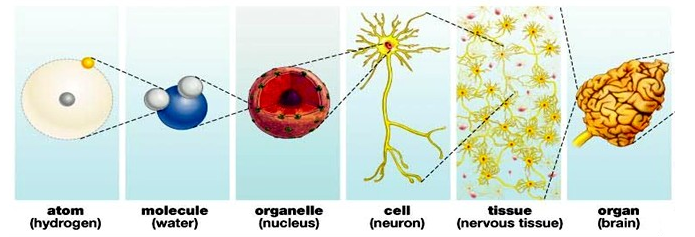 atom
(hydrogen)
molecule
(water)
organelle
(nucleus)
cell
(neuron)
tissue
(nervous tissue)
organ
(brain)